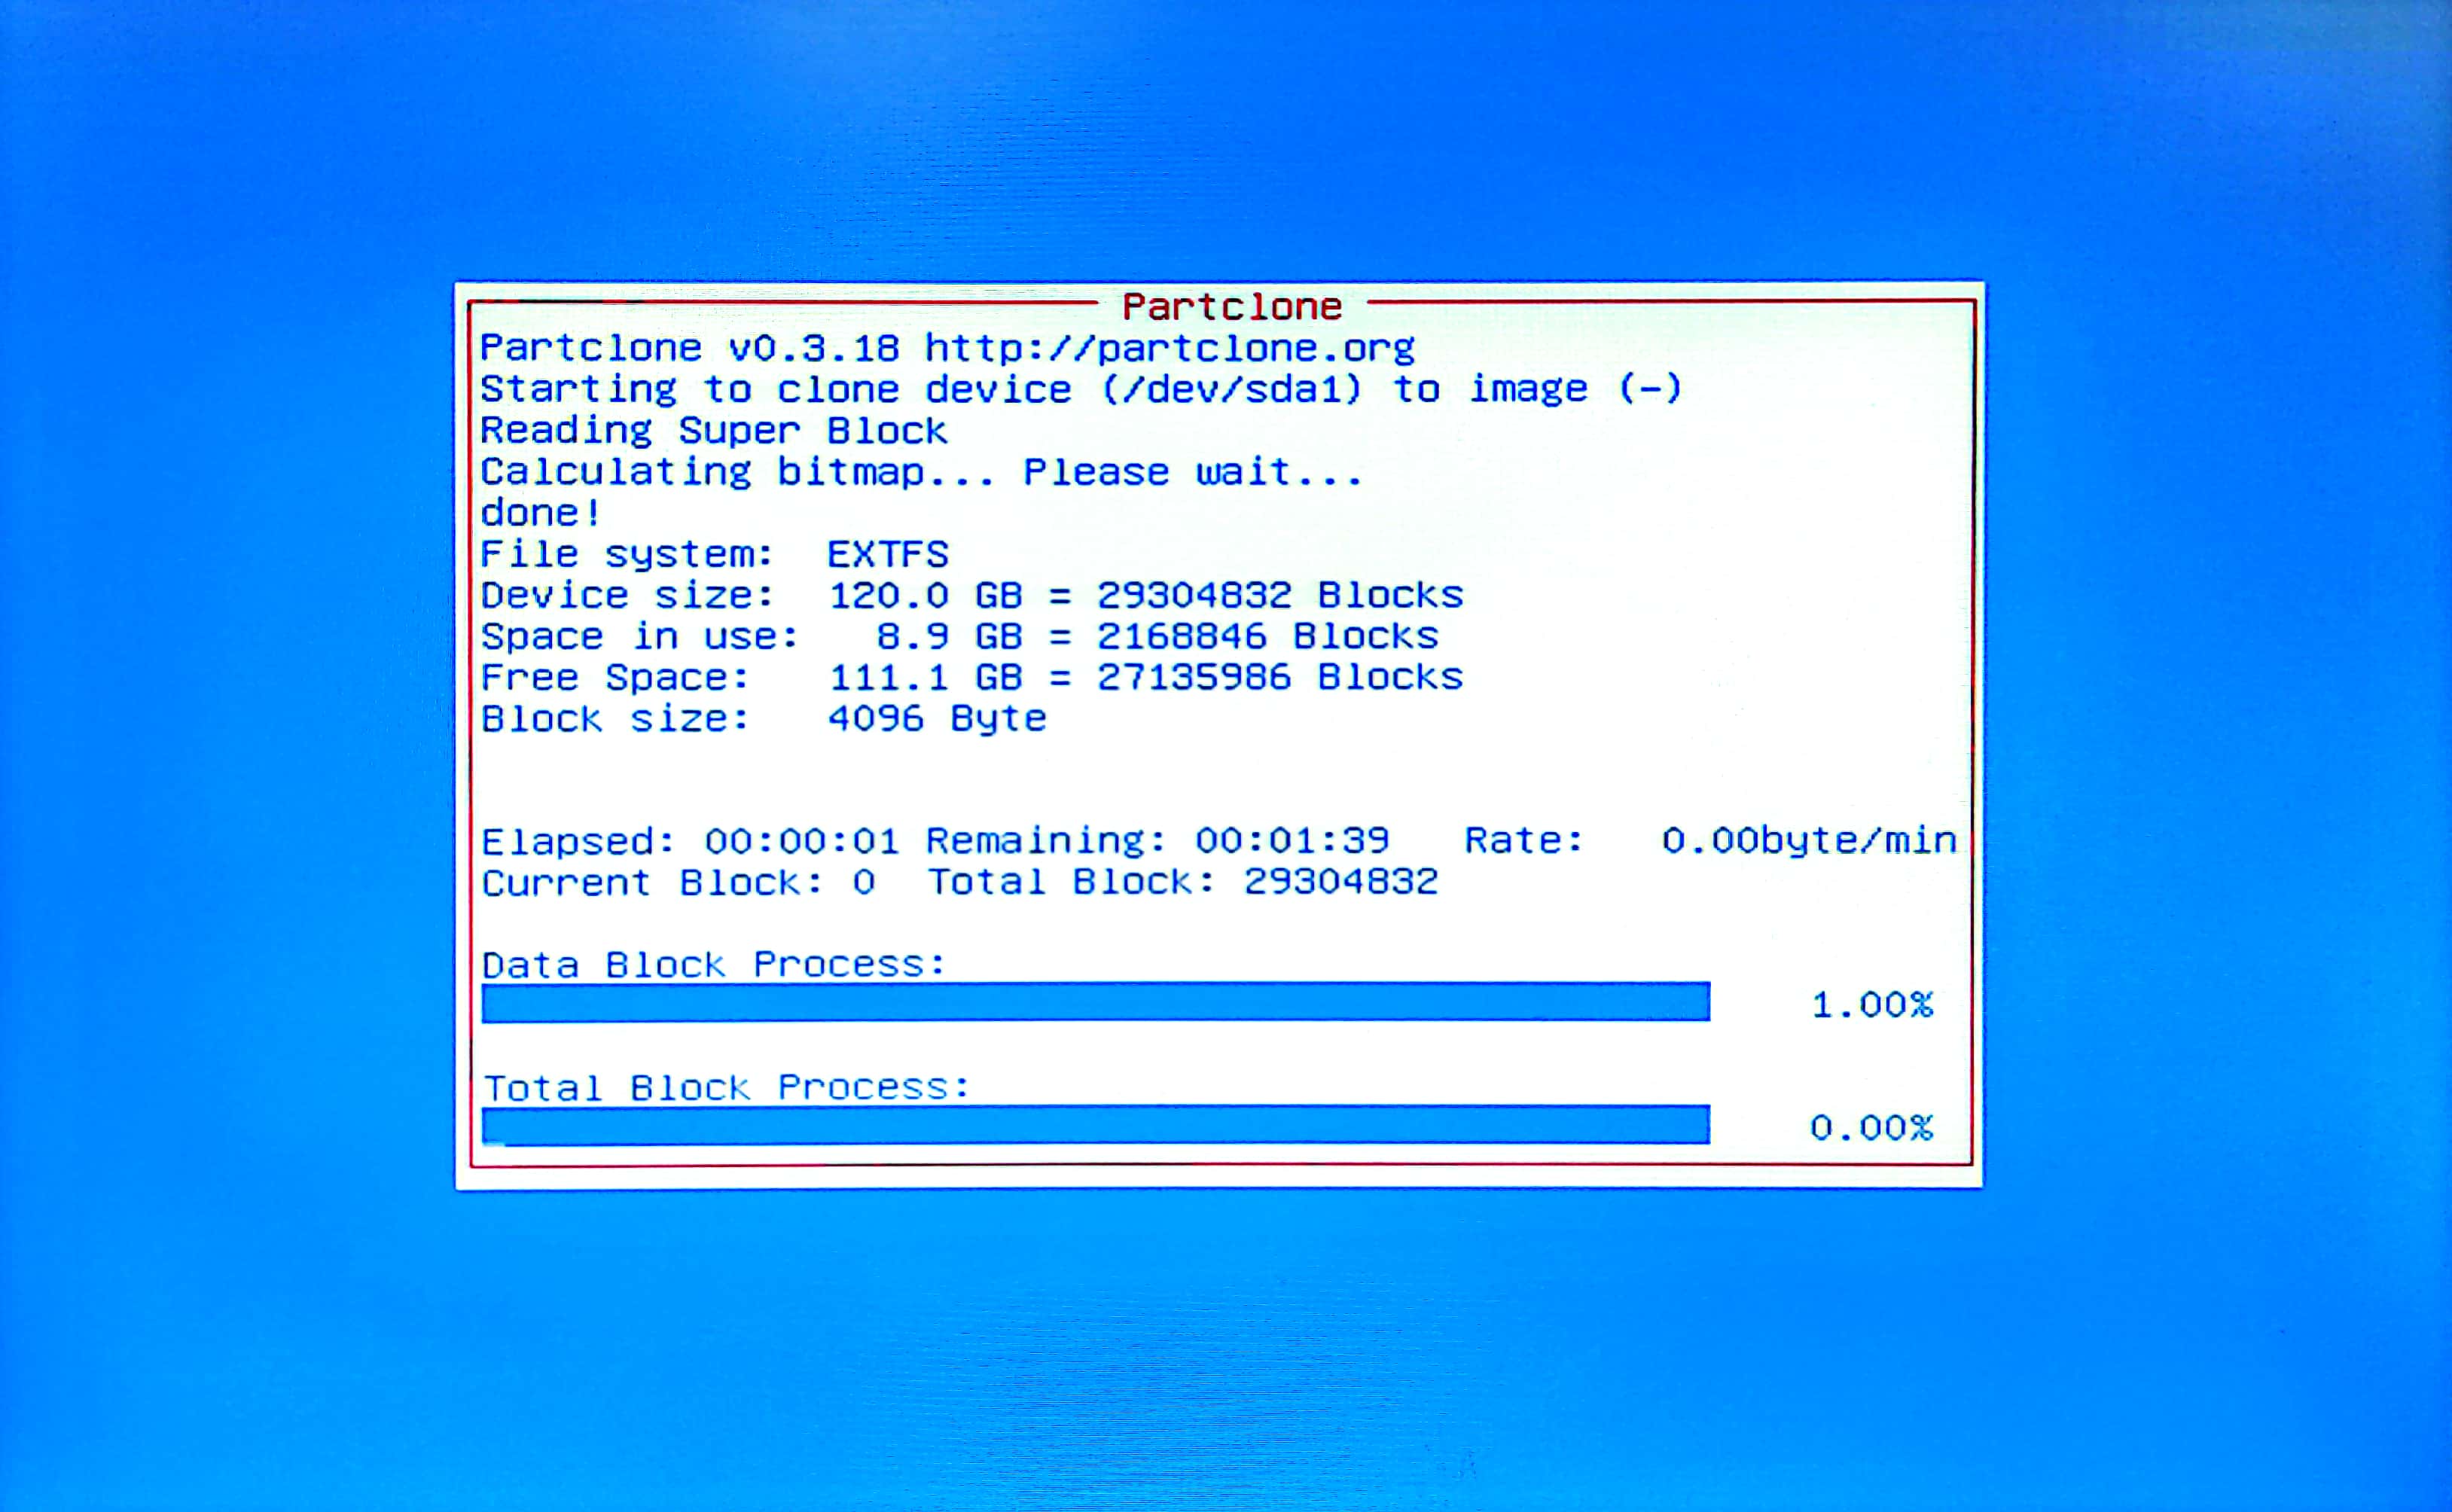 Partclone
Partclone v0.3.18 http://partclone.org
Starting to clone device (/dev/sda1) to image (-)
Reading Super Block
Calculating bitmap... Please wait...
done!
File system: EXTFS
Device size: 120.0 GB = 29304832 Blocks
Space in use: 8.9 GB = 2168846 Blocks
Free Space: 111.1 GB = 27135986 Blocks
Block size: 4096 Byte
Elapsed: 00:00:01 Remaining: 00:01:39 Rate: 0.00byte/min
Current Block: 0 Total Block: 29304832
Data Block Process:
1.00%
Total Block Process:
0.00%